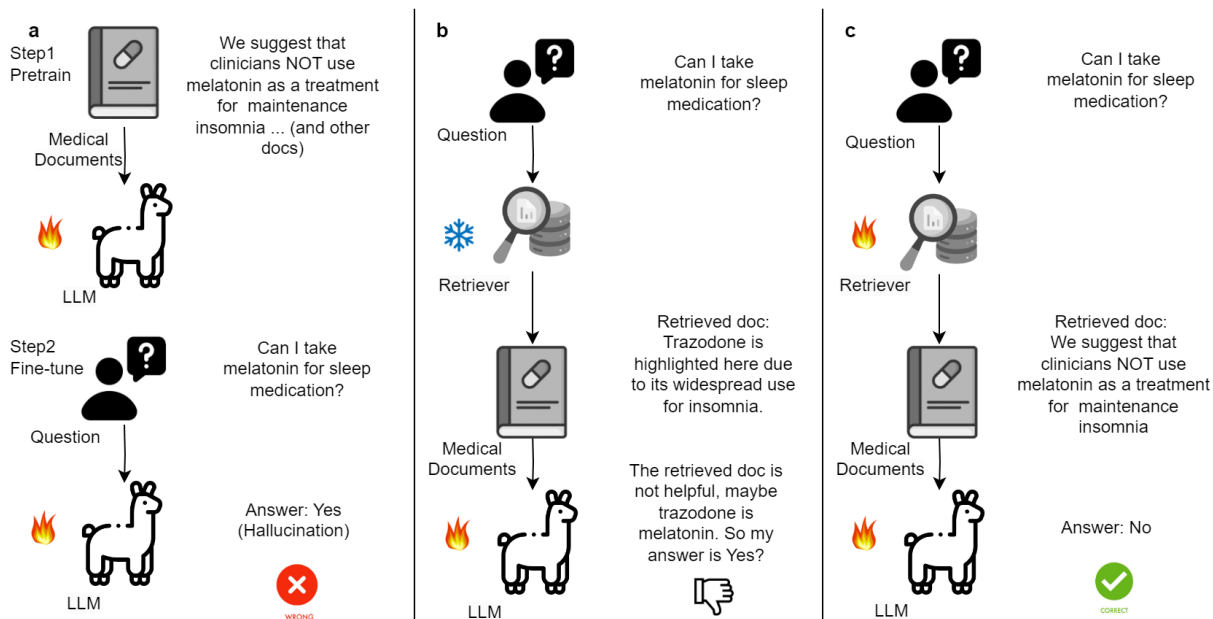 a
Step1
Pretrain
We suggest that
clinicians NOT use
melatonin as a treatment
for maintenance
insomnia ... (and other
docs)
Medical
Documents
LLM
Step2
Fine-tune
Can I take
melatonin for sleep
medication?
Question
Answer: Yes
(Hallucination)
LLM
WRONG
b
Can I take
melatonin for sleep
medication?
Question
Retriever
Retrieved doc:
Trazodone is
highlighted here due
to its widespread use
for insomnia.
Medical
Documents
The retrieved doc is
not helpful, maybe
trazodone is
melatonin. So my
answer is Yes?
LLM
c
Can I take
melatonin for sleep
medication?
Question
Retriever
Retrieved doc:
We suggest that
clinicians NOT use
melatonin as a treatment
for maintenance
insomnia
Medical
Documents
Answer: No
LLM
CORRECT